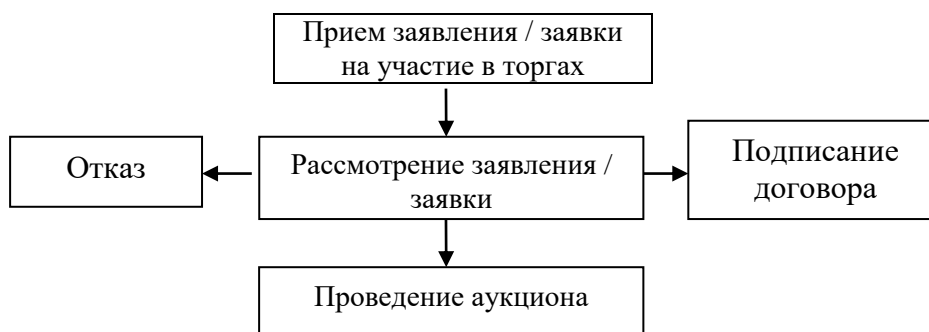 Прием заявления / заявки
на участие в торгах
Отказ
Рассмотрение заявления /
заявки
Подписание
договора
Проведение аукциона